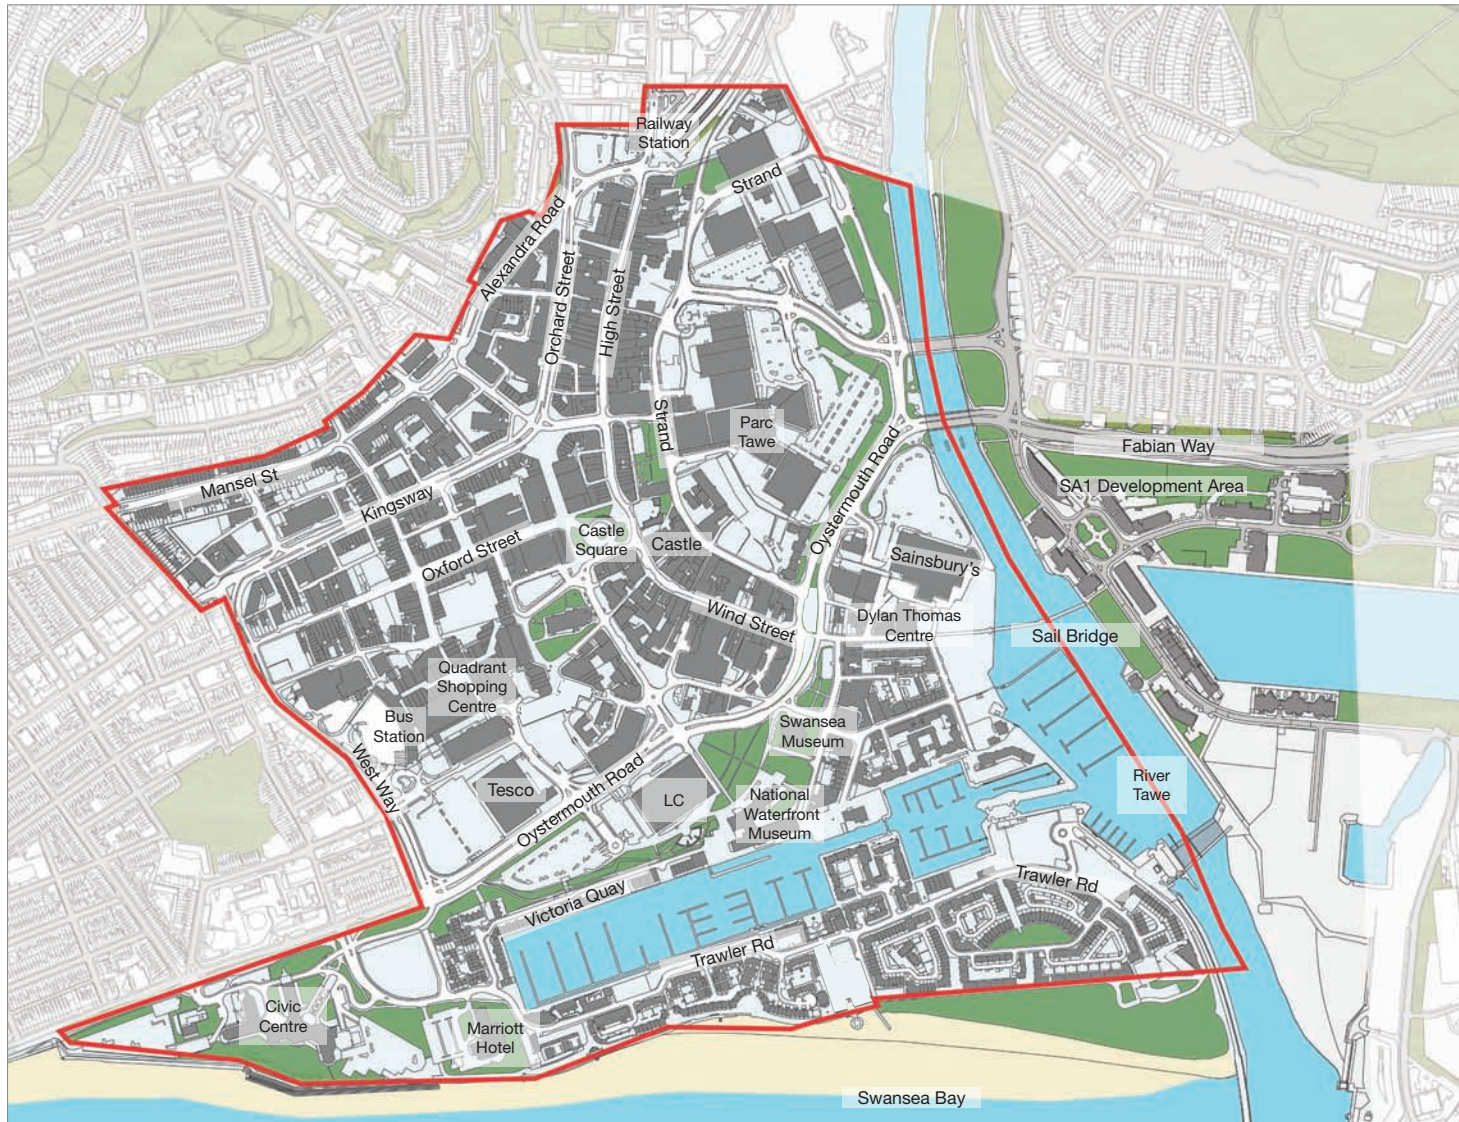 Railway
Station
Strand
Alexandra Road
Orchard Street
High Street
Strand
Parc
Tawe
Fabian Way
Mansel St
Kingsway
SA1 Development Area
Oystermouth Road
Oxford Street
Castle
Square
Castle
Sainsbury's
Wind Street
Dylan Thomas
Centre
Sail Bridge
Quadrant
Shopping
Centre
Bus
Station
Swansea
Museum
West Way
Tesco
Oystermouth Road
LC
National
Waterfront
Museum
River
Tawe
Trawler Rd
Victoria Quay
Trawler Rd
Civic
Centre
Marriott
Hotel
Swansea Bay